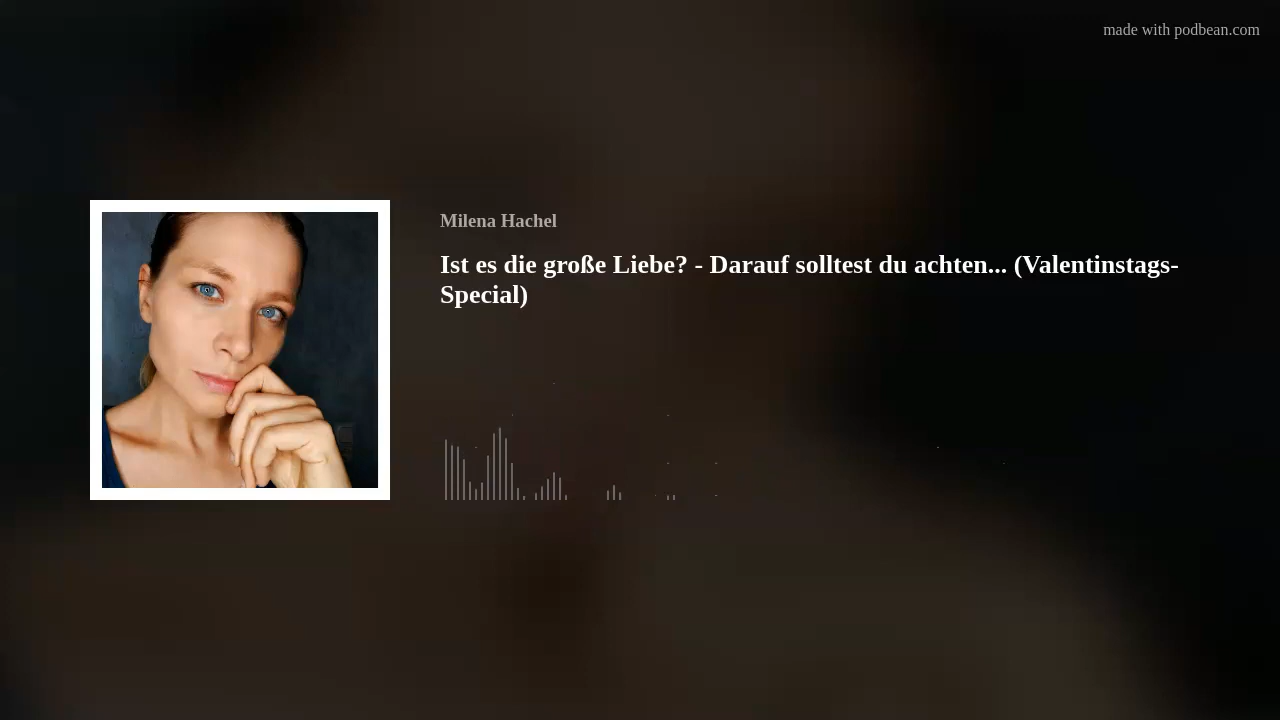 made with podbean.com
Milena Hachel
Ist es die große Liebe? - Darauf solltest du achten... (Valentinstags-
Special)